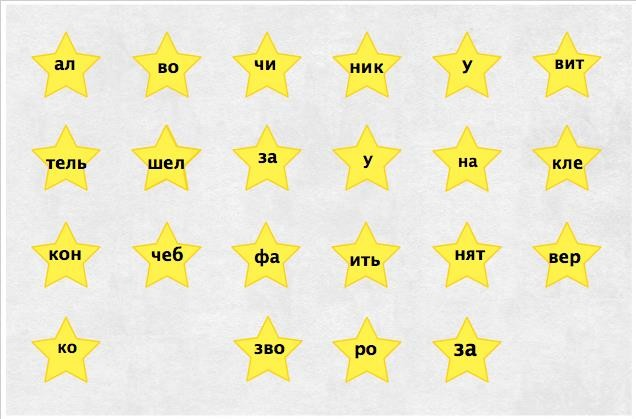 ал во чи ник У вит
тель шел за У на кле
кон чеб фа ить нят вер
ко зво ро за